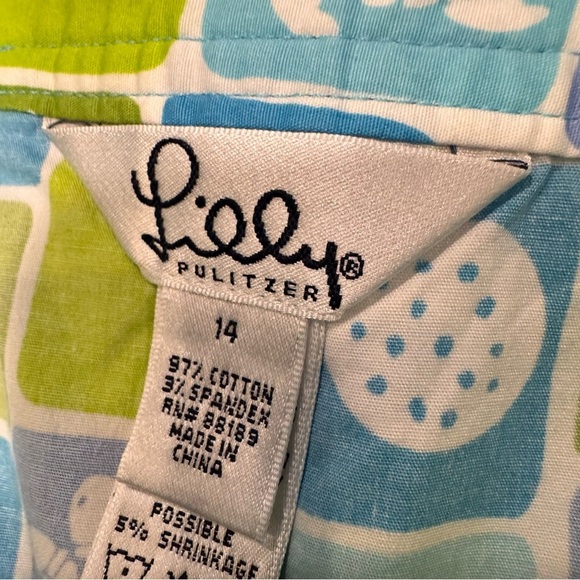 Lilly®
PULITZER
14
97% COTTON
3% SPANDEX
RN# 88189
MADE IN
CHINA
POSSIBLE
5% SHRINKAGE